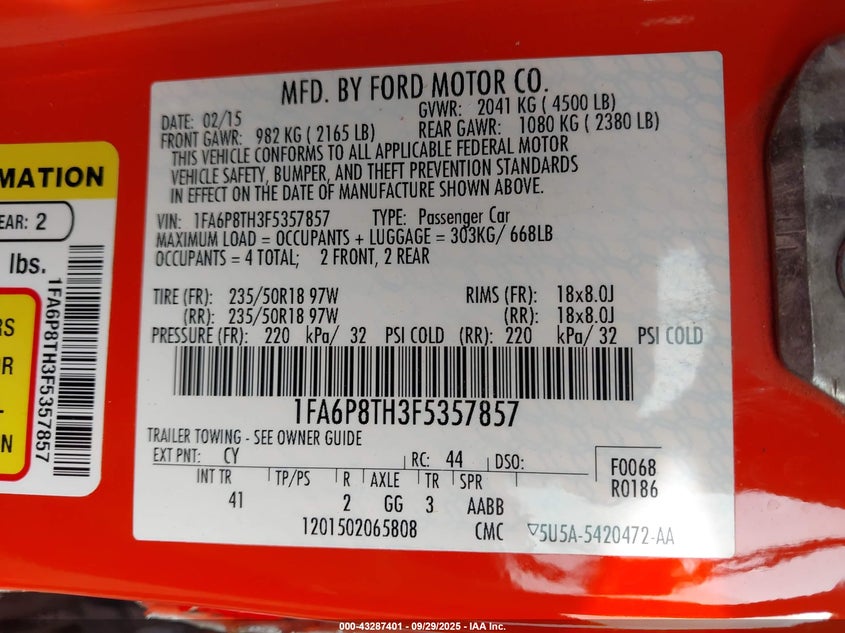 MFD. BY FORD MOTOR CO.
DATE: 02/15 GVWR: 2041 KG ( 4500 LB)
FRONT GAWR: 982 KG ( 2165 LB) REAR GAWR: 1080 KG ( 2380 LB)
THIS VEHICLE CONFORMS TO ALL APPLICABLE FEDERAL MOTOR
VEHICLE SAFETY, BUMPER, AND THEFT PREVENTION STANDARDS
IN EFFECT ON THE DATE OF MANUFACTURE SHOWN ABOVE.
VIN: 1FA6P8TH3F5357857 TYPE: Passenger Car
MAXIMUM LOAD = OCCUPANTS + LUGGAGE = 303KG/ 668LB
OCCUPANTS = 4 TOTAL; 2 FRONT, 2 REAR
TIRE (FR): 235/50R18 97W RIMS (FR): 18x8.0J
(RR): 235/50R18 97W (RR): 18x8.0J
PRESSURE (FR): 220 kPa/ 32 PSI COLD (RR): 220 kPa/ 32 PSI COLD
1FA6P8TH3F5357857
TRAILER TOWING - SEE OWNER GUIDE
EXT PNT: CY RC: 44 DSO: F0068
INT TR TP/PS R AXLE TR SPR R0186
41 2 GG 3 AABB
1201502065808 CMC 5U5A-5420472-AA
MATION
EAR: 2
lbs.
RS
R
-
N
1FA6P8TH3F5357857
000-43287401 - 09/29/2025 - IAA Inc.